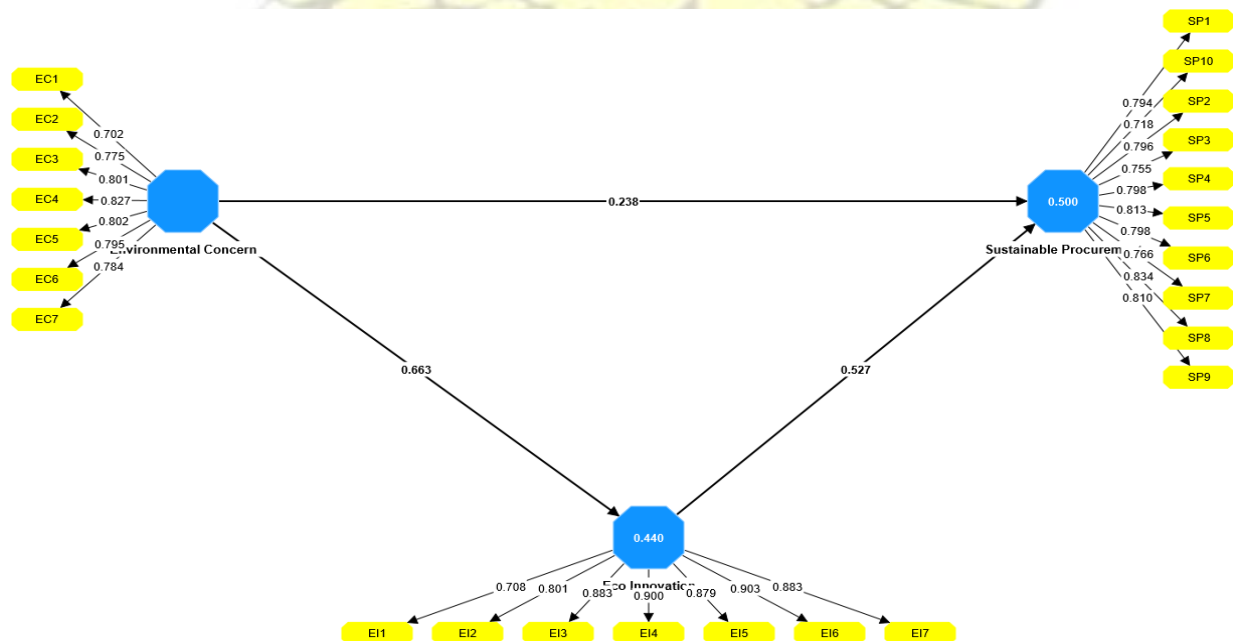 EC1
EC2
EC3
EC4
EC5
EC6
EC7
0.702
0.775
0.801
0.827
0.802
0.795
0.784
Environmental Concern
0.238
0.663
0.527
0.500
Sustainable Procurem
0.794
0.718
0.796
0.755
0.798
0.813
0.798
0.766
0.834
0.810
SP1
SP10
SP2
SP3
SP4
SP5
SP6
SP7
SP8
SP9
0.440
Eco Innovation
0.708
0.801
0.883
0.900
0.879
0.903
0.883
EI1
EI2
EI3
EI4
EI5
EI6
EI7